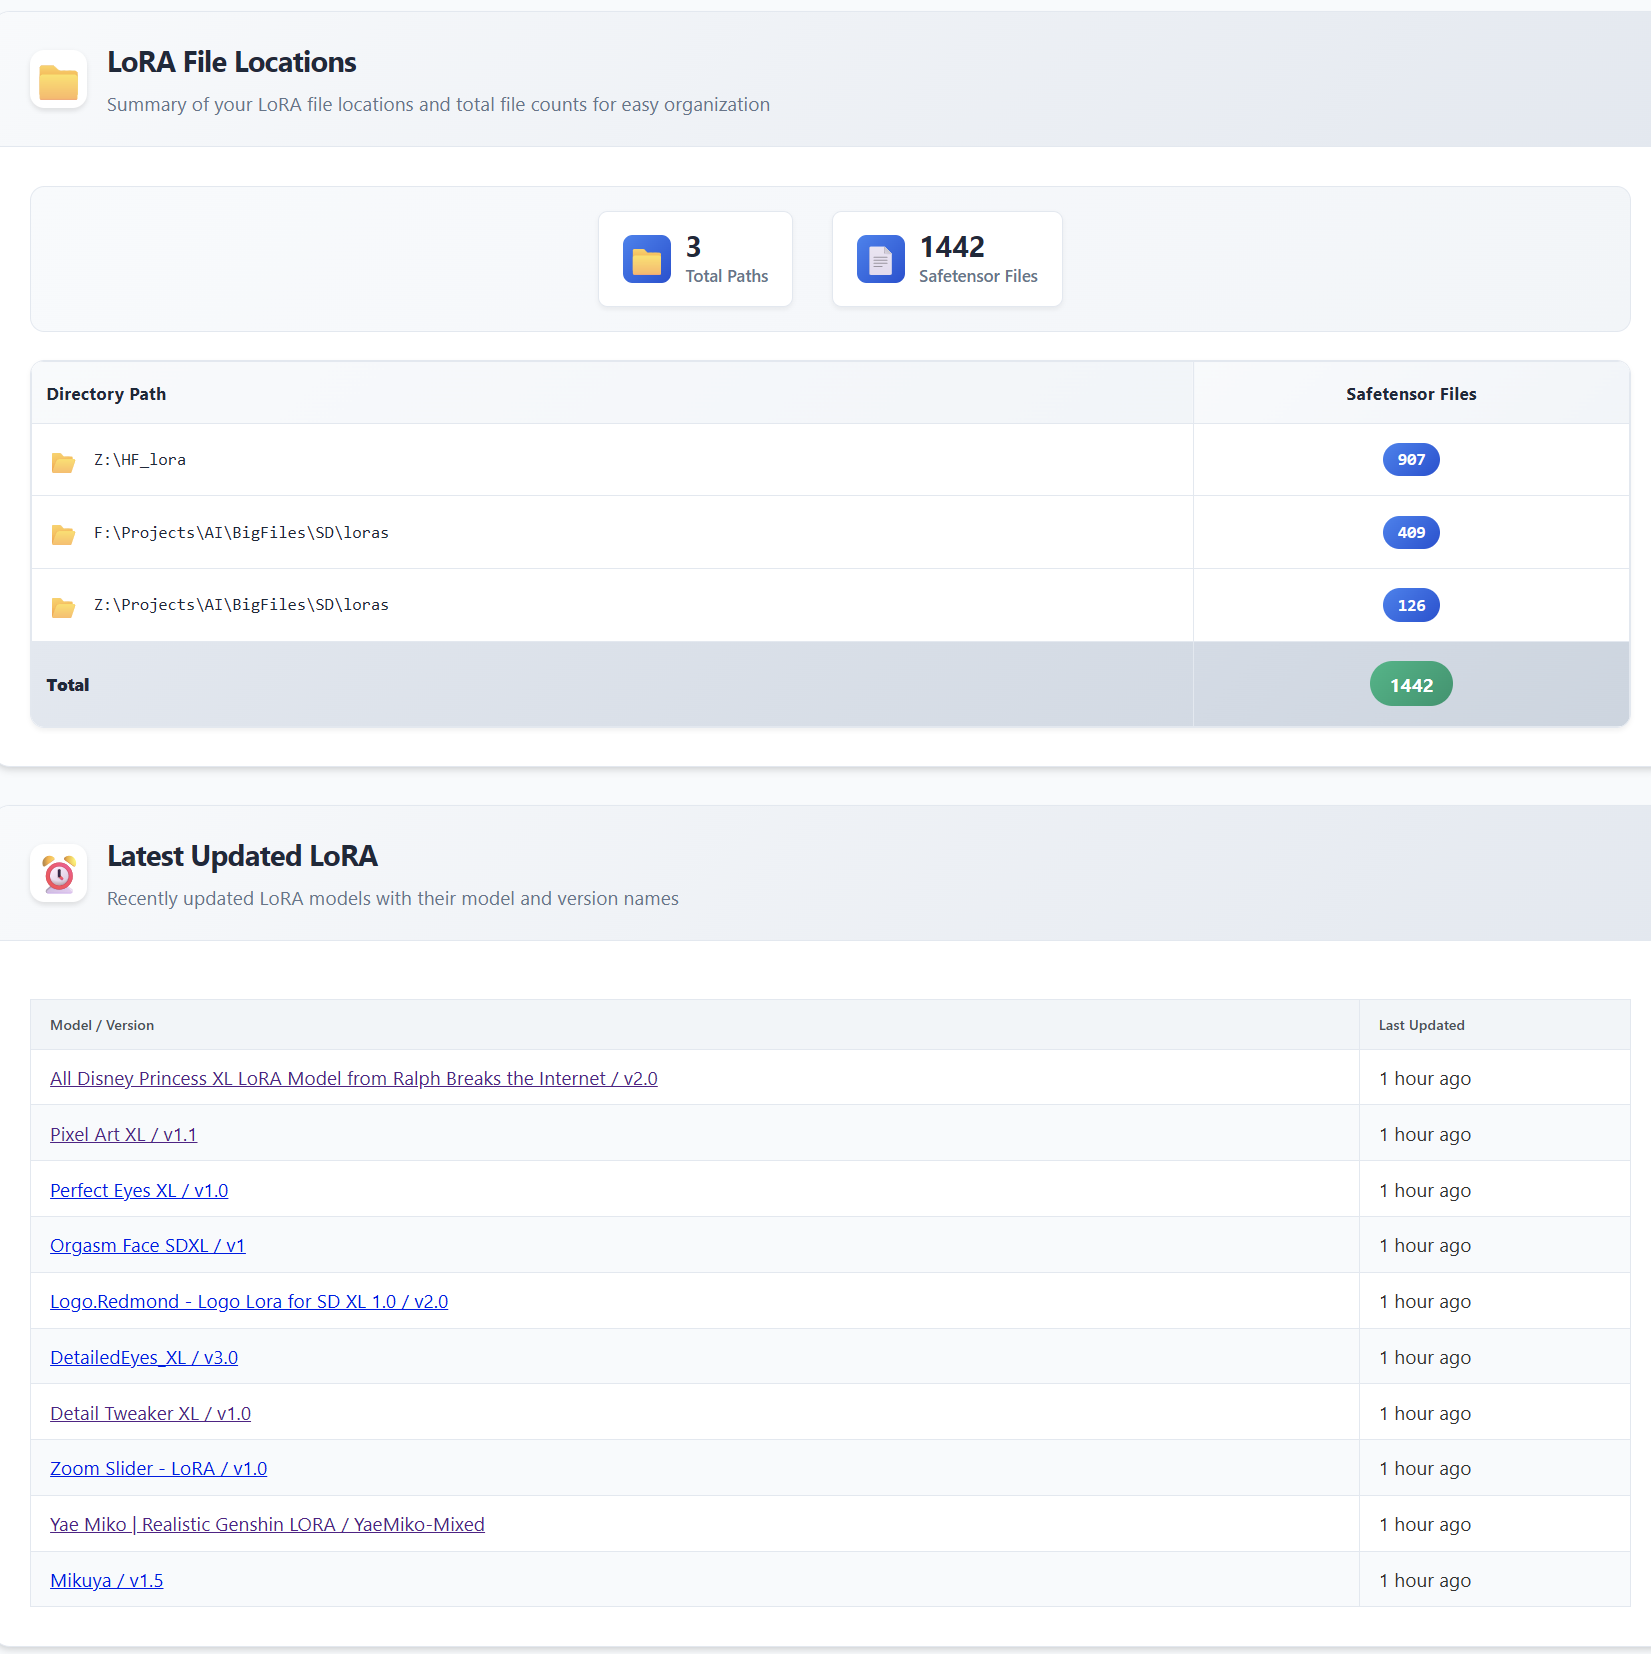 LoRA File Locations
Summary of your LoRA file locations and total file counts for easy organization
3
Total Paths
1442
Safetensor Files
Directory Path Safetensor Files
Z:\HF_lora 907
F:\Projects\AI\BigFiles\SD\loras 409
Z:\Projects\AI\BigFiles\SD\loras 126
Total 1442
Latest Updated LoRA
Recently updated LoRA models with their model and version names
Model / Version Last Updated
All Disney Princess XL LoRA Model from Ralph Breaks the Internet / v2.0 1 hour ago
Pixel Art XL / v1.1 1 hour ago
Perfect Eyes XL / v1.0 1 hour ago
Orgasm Face SDXL / v1 1 hour ago
Logo.Redmond - Logo Lora for SD XL 1.0 / v2.0 1 hour ago
DetailedEyes_XL / v3.0 1 hour ago
Detail Tweaker XL / v1.0 1 hour ago
Zoom Slider - LoRA / v1.0 1 hour ago
Yae Miko | Realistic Genshin LORA / YaeMiko-Mixed 1 hour ago
Mikuya / v1.5 1 hour ago